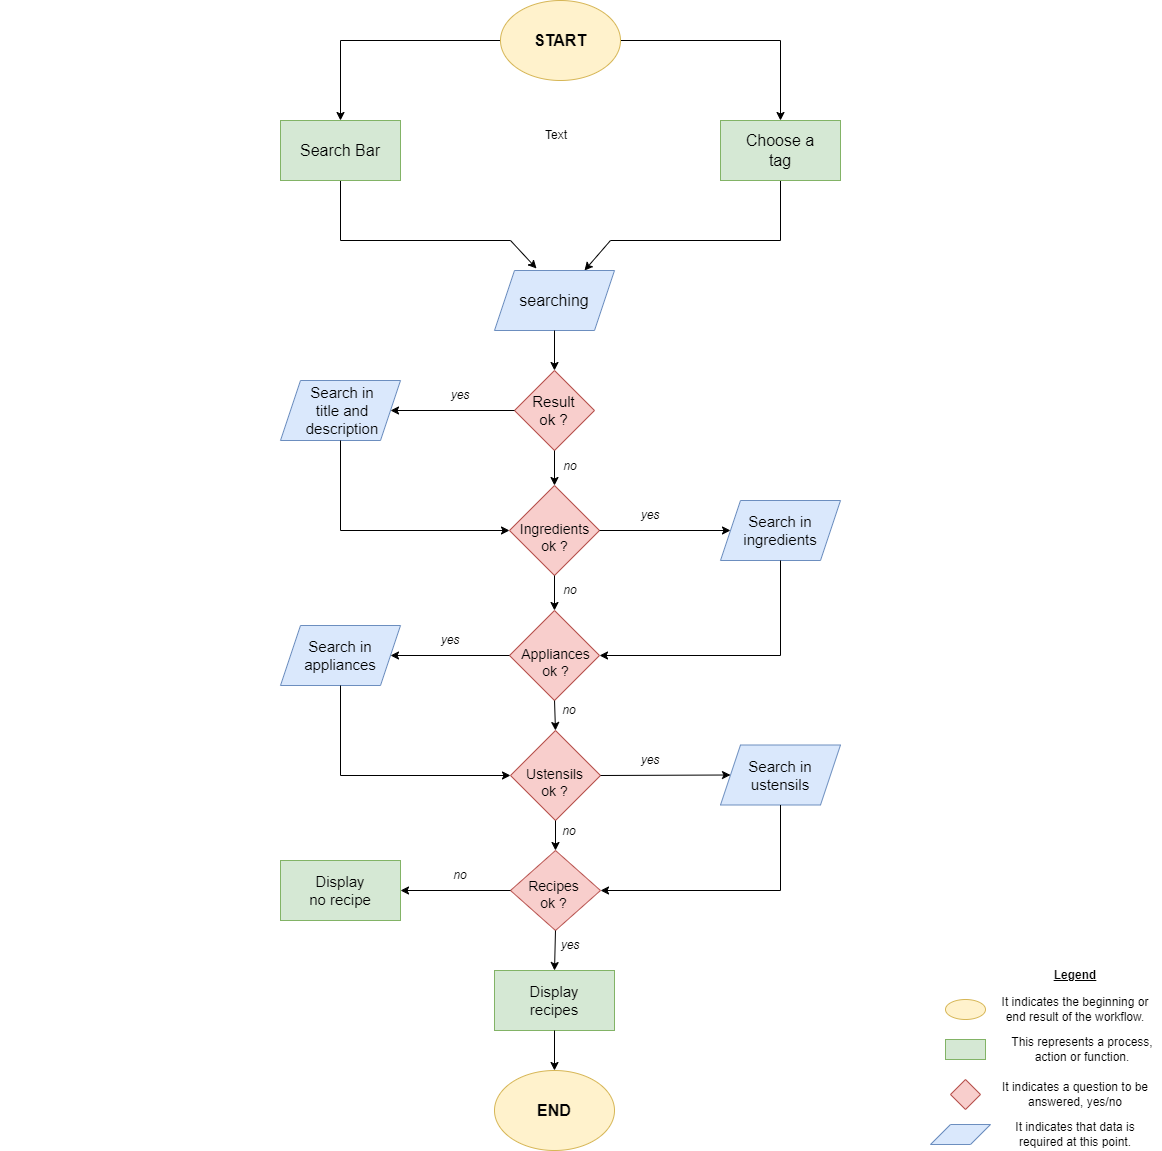 START
Search Bar
Text
Choose a
tag
searching
Result
ok ?
yes
Search in
title and
description
no
Ingredients
ok ?
yes
Search in
ingredients
no
Appliances
ok ?
yes
Search in
appliances
no
Ustensils
ok ?
yes
Search in
ustensils
no
Recipes
ok ?
no
Display
no recipe
yes
Display
recipes
END
Legend
It indicates the beginning or
end result of the workflow.
This represents a process,
action or function.
It indicates a question to be
answered, yes/no
It indicates that data is
required at this point.